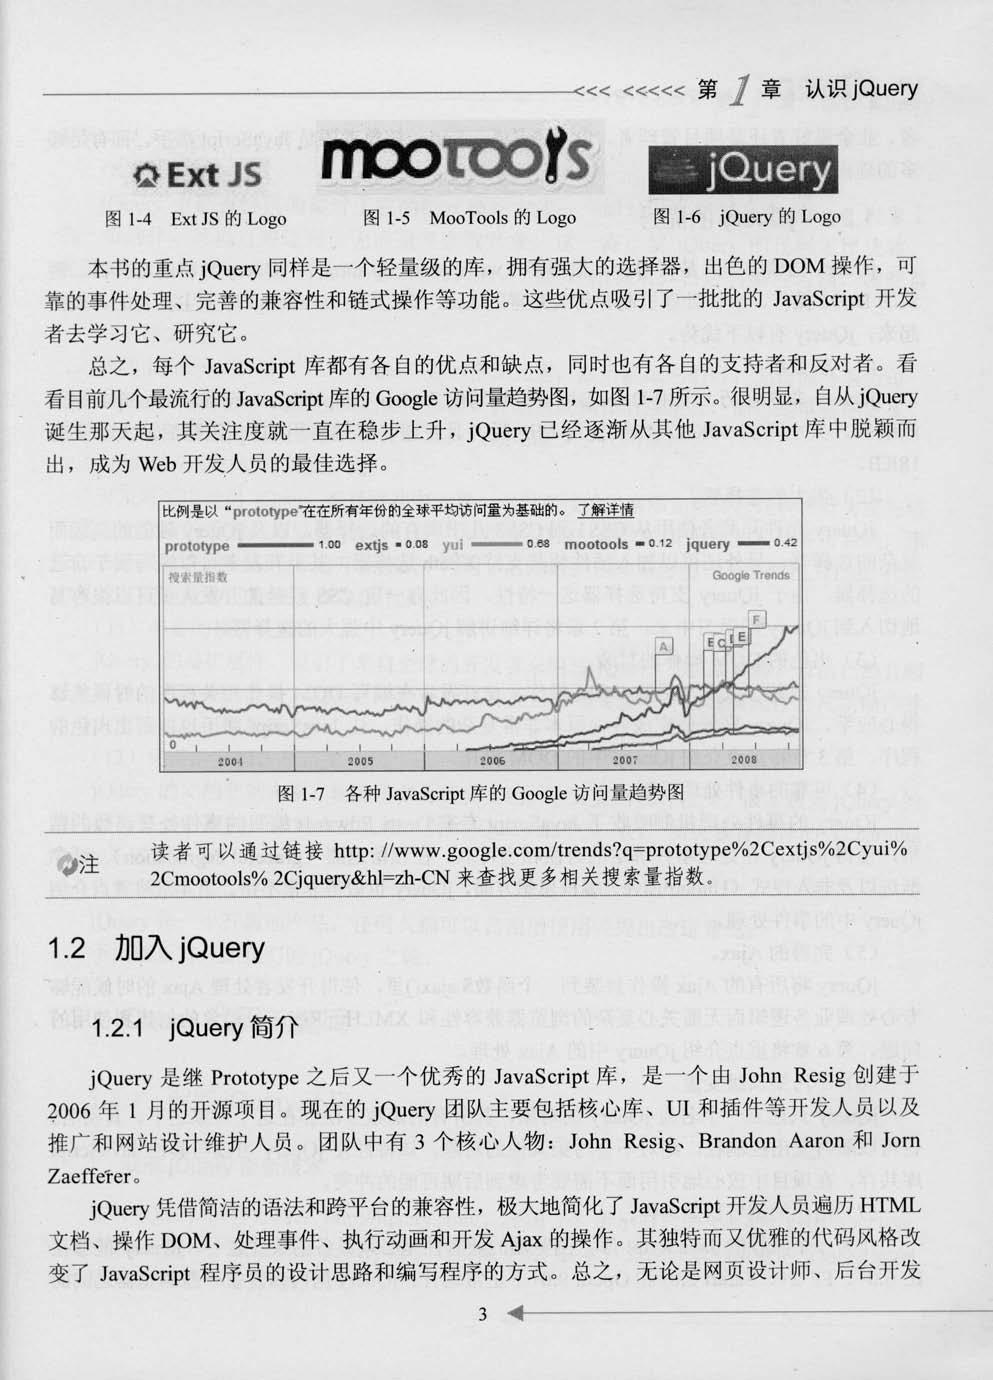 <<< <<<<< 第1章 认识 jQuery
Ext JS
mootools
jQuery
图 1-4 Ext JS 的 Logo
图 1-5 MooTools 的 Logo
图 1-6 jQuery 的 Logo
本书的重点 jQuery 同样是一个轻量级的库，拥有强大的选择器，出色的 DOM 操作，可
靠的事件处理、完善的兼容性和链式操作等功能。这些优点吸引了一批批的 JavaScript 开发
者去学习它、研究它。
总之，每个 JavaScript 库都有各自的优点和缺点，同时也有各自的支持者和反对者。看
看目前几个最流行的 JavaScript 库的 Google 访问量趋势图，如图 1-7 所示。很明显，自从 jQuery
诞生那天起，其关注度就一直在稳步上升，jQuery 已经逐渐从其他 JavaScript 库中脱颖而
出，成为 Web 开发人员的最佳选择。
比例是以 “prototype”在在所有年份的全球平均访问量为基础的。 了解详情
prototype 1.00 extjs 0.08 yui 0.68 mootools 0.12 jquery 0.42
搜索量指数
Google Trends
A
E C E
F
0
2004 2005 2006 2007 2008
图 1-7 各种 JavaScript 库的 Google 访问量趋势图
注
读者可以通过链接 http: //www.google.com/trends?q=prototype%2Cextjs%2Cyui%
2Cmootools% 2Cjquery&hl=zh-CN 来查找更多相关搜索量指数。
1.2 加入 jQuery
1.2.1 jQuery 简介
jQuery 是继 Prototype 之后又一个优秀的 JavaScript 库，是一个由 John Resig 创建于
2006 年 1 月的开源项目。现在的 jQuery 团队主要包括核心库、UI 和插件等开发人员以及
推广和网站设计维护人员。团队中有 3 个核心人物：John Resig、Brandon Aaron 和 Jorn
Zaefferer。
jQuery 凭借简洁的语法和跨平台的兼容性，极大地简化了 JavaScript 开发人员遍历 HTML
文档、操作 DOM、处理事件、执行动画和开发 Ajax 的操作。其独特而又优雅的代码风格改
变了 JavaScript 程序员的设计思路和编写程序的方式。总之，无论是网页设计师、后台开发
3